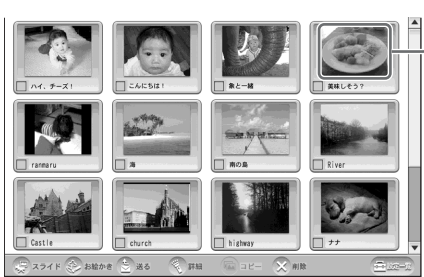 ハイ、チーズ！
こんにちは！
象と一緒
美味しそう？
ranmaru
海
南の島
River
Castle
church
highway
ナナ
スライド
お絵かき
送る
詳細
コピー
削除